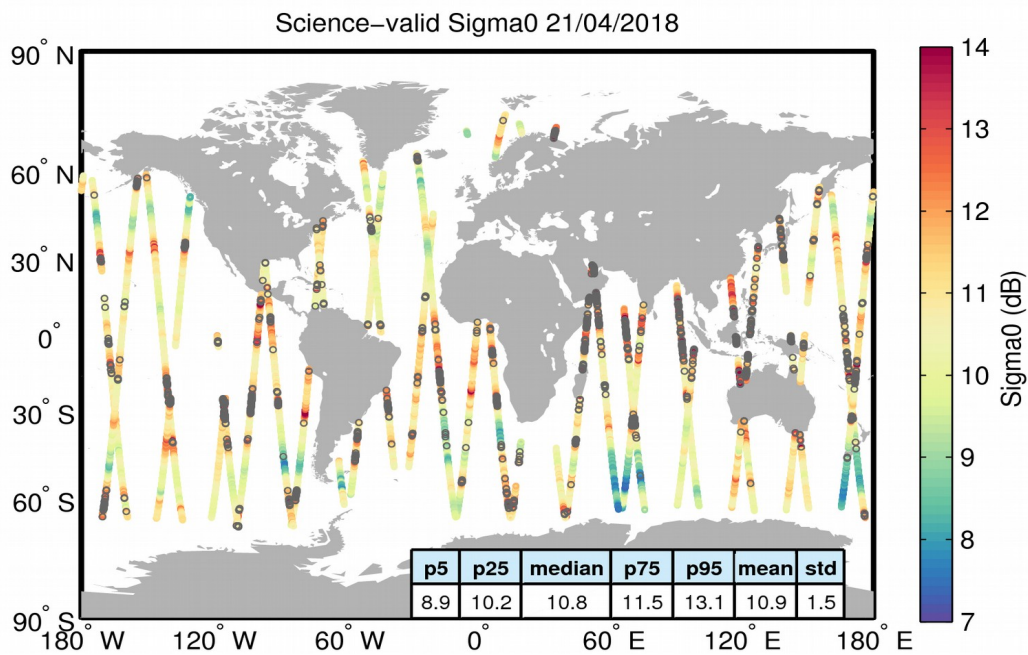 Science-valid Sigma0 21/04/2018
90° N
60° N
30° N
0°
30° S
60° S
90° S
180° W
120° W
60° W
0°
60° E
120° E
180° E
14
13
12
11
10
9
8
7
Sigma0 (dB)
p5 p25 median p75 p95 mean std
8.9 10.2 10.8 11.5 13.1 10.9 1.5